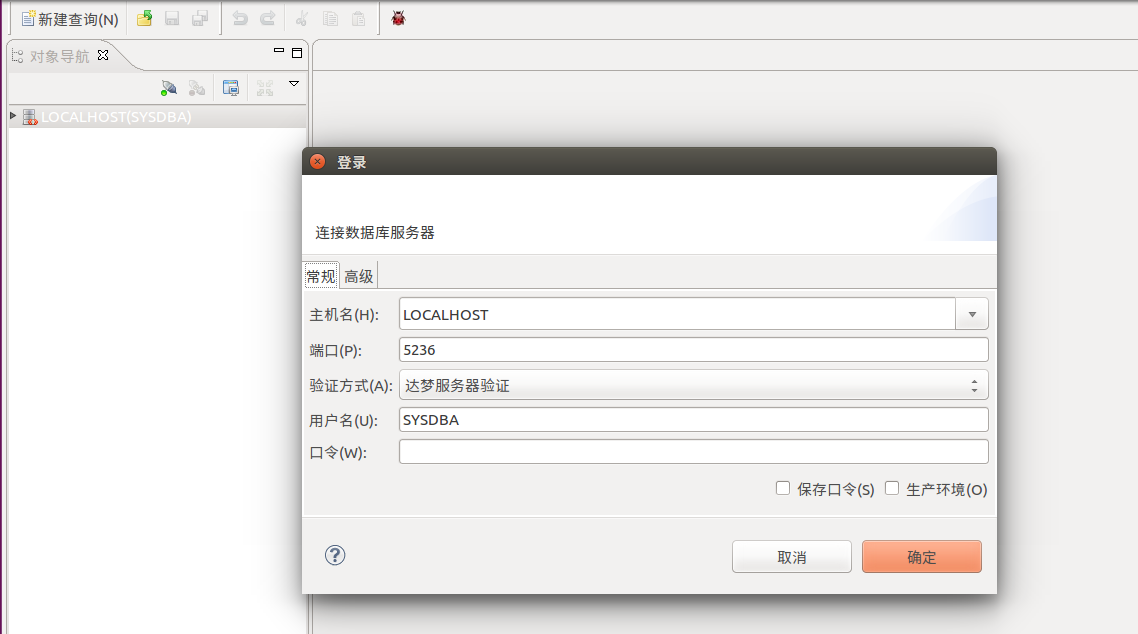 新建查询(N)
对象导航
LOCALHOST(SYSDBA)
登录
连接数据库服务器
常规 高级
主机名(H): LOCALHOST
端口(P): 5236
验证方式(A): 达梦服务器验证
用户名(U): SYSDBA
口令(W):
保存口令(S) 生产环境(O)
? 取消 确定